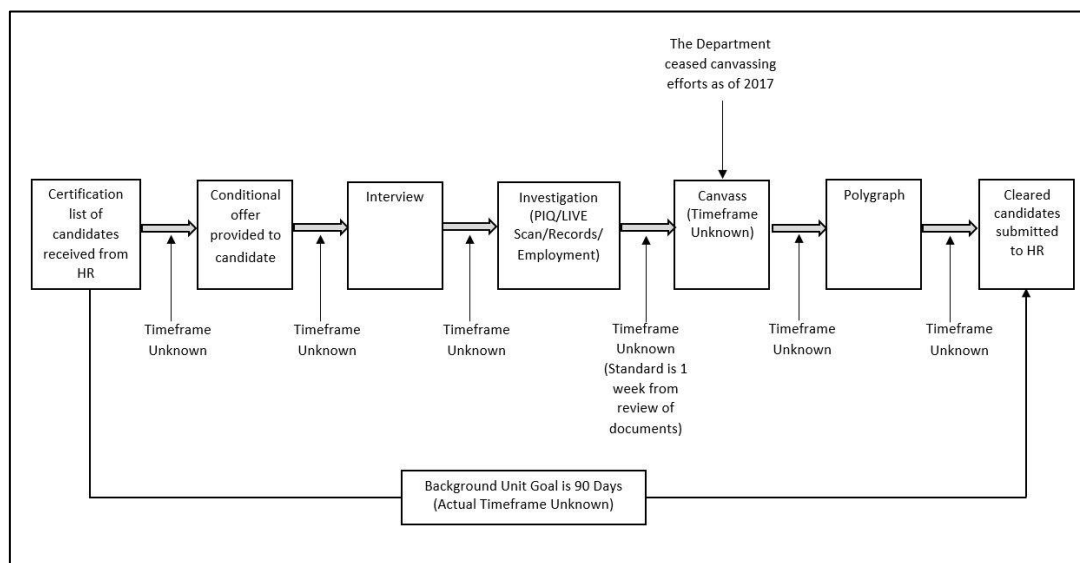 The Department
ceased canvassing
efforts as of 2017
Certification
list of
candidates
received from
HR
Conditional
offer
provided to
candidate
Interview
Investigation
(PIQ/LIVE
Scan/Records/
Employment)
Canvass
(Timeframe
Unknown)
Polygraph
Cleared
candidates
submitted
to HR
Timeframe
Unknown
Timeframe
Unknown
Timeframe
Unknown
Timeframe
Unknown
(Standard is 1
week from
review of
documents)
Timeframe
Unknown
Timeframe
Unknown
Background Unit Goal is 90 Days
(Actual Timeframe Unknown)